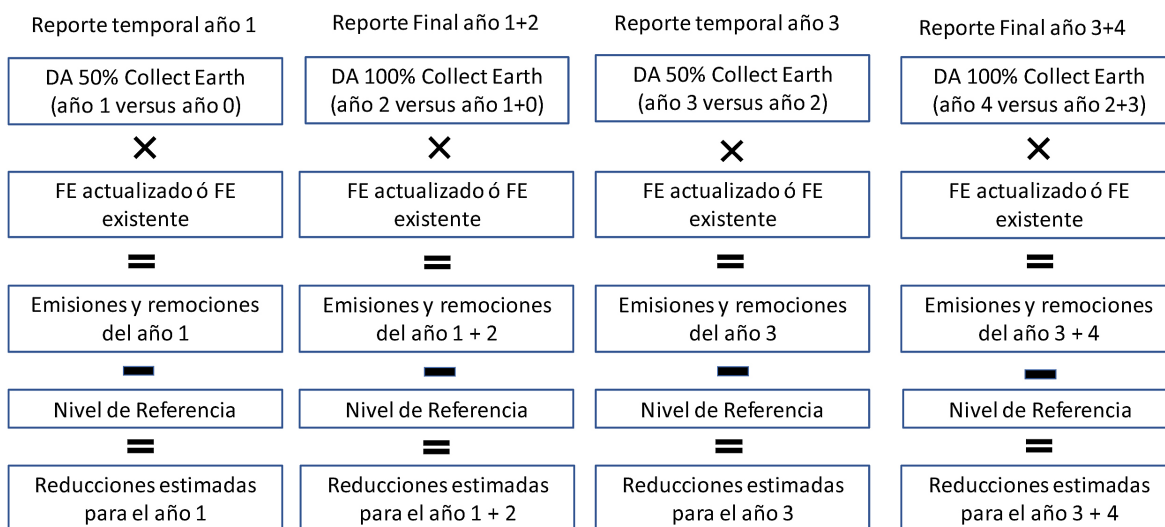 Reporte temporal año 1
DA 50% Collect Earth
(año 1 versus año 0)
×
FE actualizado ó FE
existente
=
Emisiones y remociones
del año 1
-
Nivel de Referencia
=
Reducciones estimadas
para el año 1
Reporte Final año 1+2
DA 100% Collect Earth
(año 2 versus año 1+0)
×
FE actualizado ó FE
existente
=
Emisiones y remociones
del año 1 + 2
-
Nivel de Referencia
=
Reducciones estimadas
para el año 1 + 2
Reporte temporal año 3
DA 50% Collect Earth
(año 3 versus año 2)
×
FE actualizado ó FE
existente
=
Emisiones y remociones
del año 3
-
Nivel de Referencia
=
Reducciones estimadas
para el año 3
Reporte Final año 3+4
DA 100% Collect Earth
(año 4 versus año 2+3)
×
FE actualizado ó FE
existente
=
Emisiones y remociones
del año 3 + 4
-
Nivel de Referencia
=
Reducciones estimadas
para el año 3 + 4